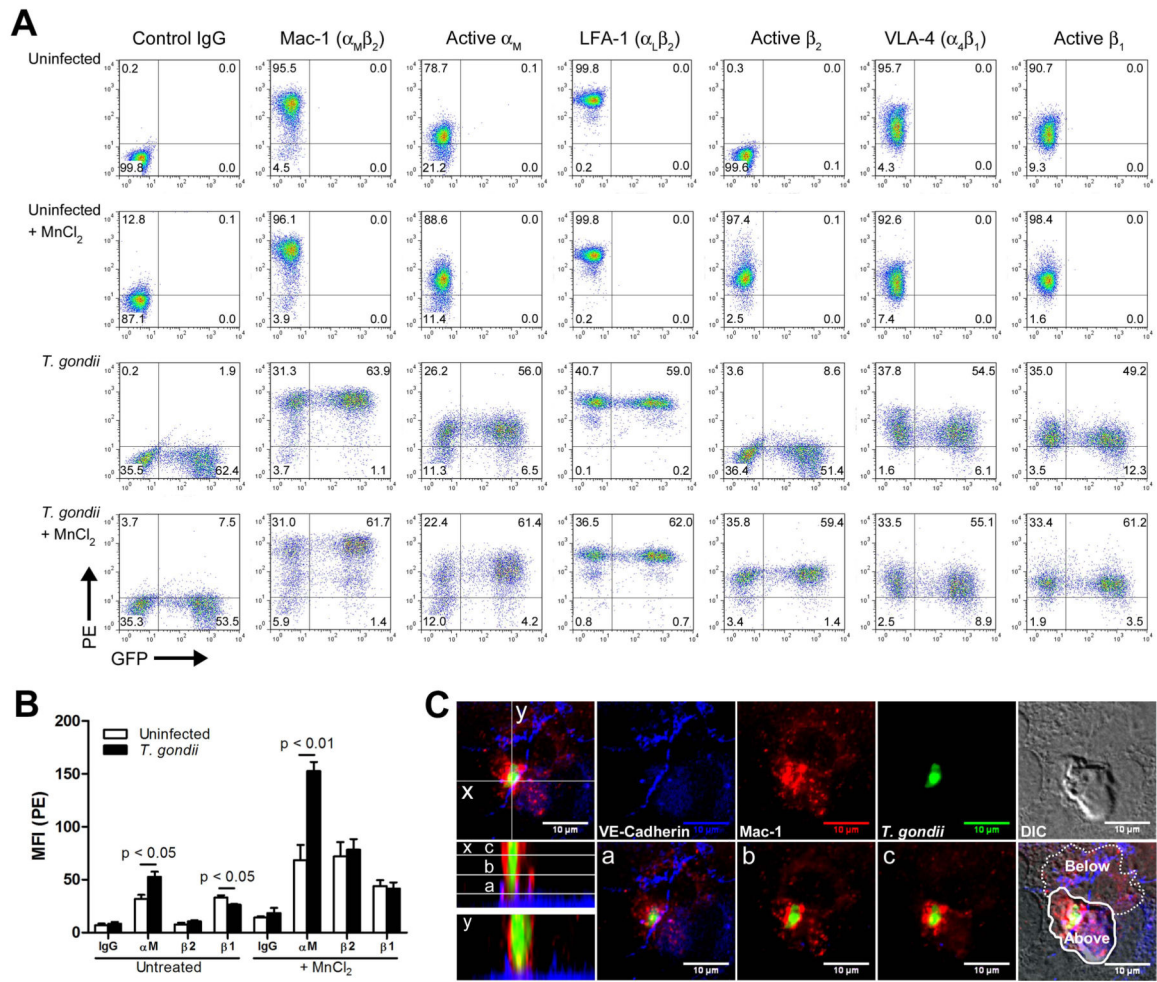 A
Control IgG Mac-1 (αMβ2) Active αM LFA-1 (αLβ2) Active β2 VLA-4 (α4β1) Active β1
Uninfected
0.2 0.0 95.5 0.0 78.7 0.1 99.8 0.0 0.3 0.0 95.7 0.0 90.7 0.0
99.8 0.0 4.5 0.0 21.2 0.0 0.2 0.0 99.6 0.1 4.3 0.0 9.3 0.0
Uninfected
+ MnCl2
12.8 0.1 96.1 0.0 88.6 0.0 99.8 0.0 97.4 0.1 92.6 0.0 98.4 0.0
87.1 0.0 3.9 0.0 11.4 0.0 0.2 0.0 2.5 0.0 7.4 0.0 1.6 0.0
T. gondii
0.2 1.9 31.3 63.9 26.2 56.0 40.7 59.0 3.6 8.6 37.8 54.5 35.0 49.2
35.5 62.4 3.7 1.1 11.3 6.5 0.1 0.2 36.4 51.4 1.6 6.1 3.5 12.3
T. gondii
+ MnCl2
3.7 7.5 31.0 61.7 22.4 61.4 36.5 62.0 35.8 59.4 33.5 55.1 33.4 61.2
35.3 53.5 5.9 1.4 12.0 4.2 0.8 0.7 3.4 1.4 2.5 8.9 1.9 3.5
PE
GFP
B
MFI (PE)
200
150
100
50
0
Uninfected
T. gondii
p < 0.05
p < 0.05
p < 0.01
IgG αM β2 β1 IgG αM β2 β1
Untreated + MnCl2
C
y
x
10 µm
VE-Cadherin 10 µm
Mac-1 10 µm
T. gondii 10 µm
DIC 10 µm
x c
b
a
y
a
10 µm
b
10 µm
c
10 µm
Below
Above
10 µm